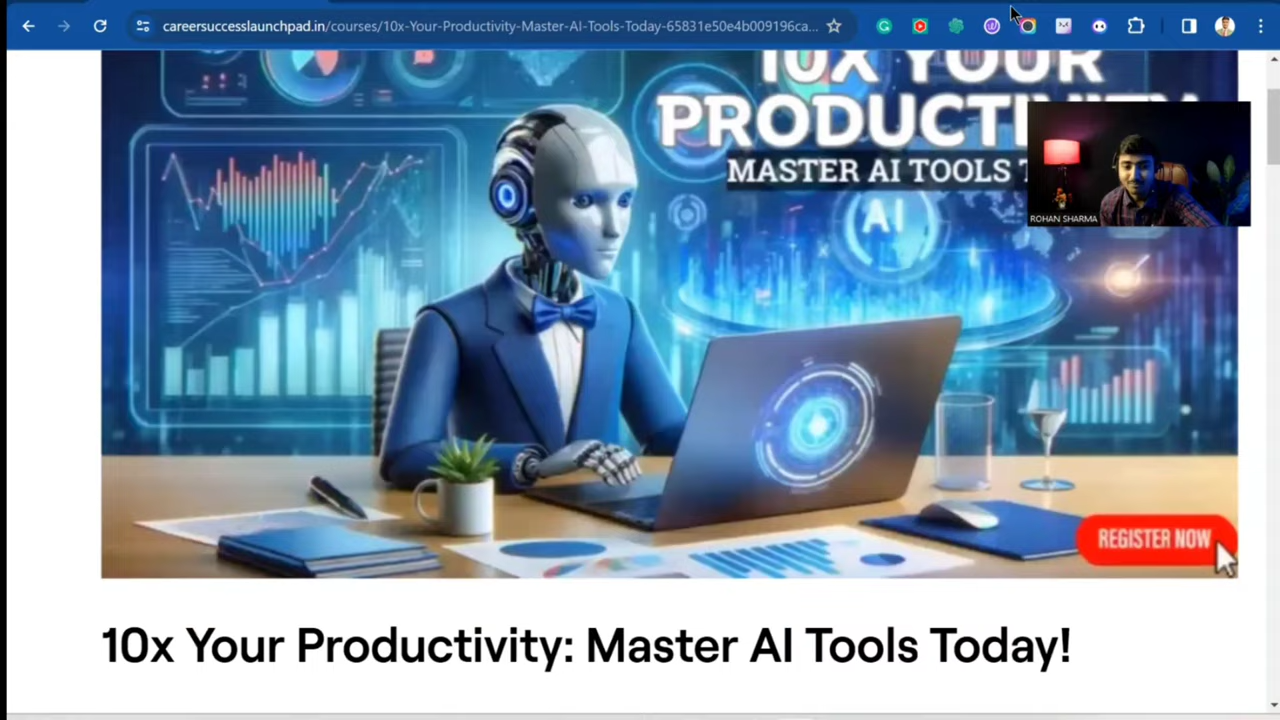 careersuccesslaunchpad.in/courses/10x-Your-Productivity-Master-AI-Tools-Today-65831e50e4b009196ca...
10X YOUR
PRODUCTIVITY
MASTER AI TOOLS
AI
ROHAN SHARMA
REGISTER NOW
10x Your Productivity: Master AI Tools Today!